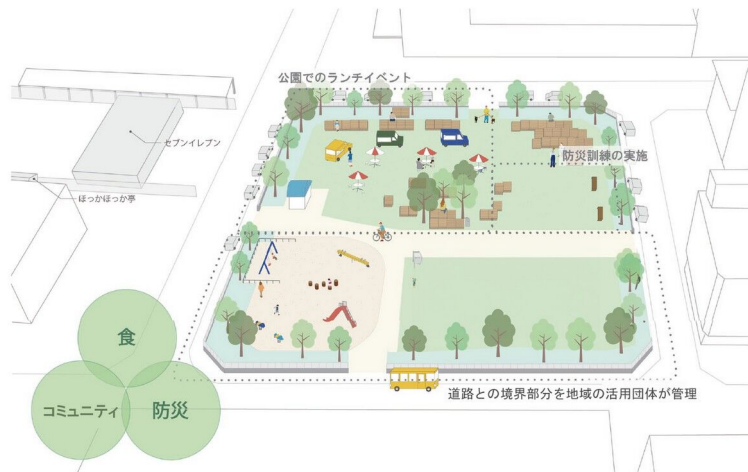 公園でのランチイベント
セブンイレブン
防災訓練の実施
ほっかほっか亭
食
コミュニティ
防災
道路との境界部分を地域の活用団体が管理